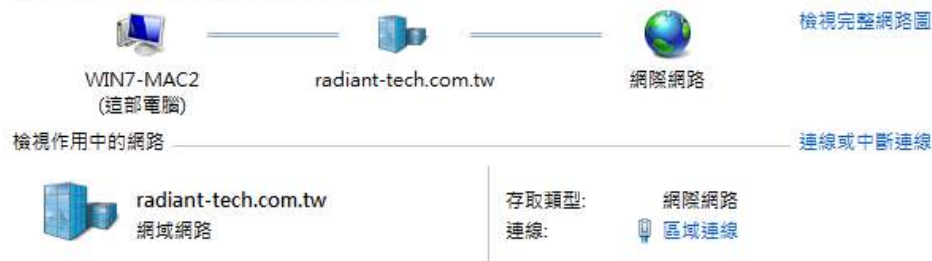 檢視完整網路圖
WIN7-MAC2
(這部電腦)
radiant-tech.com.tw
網際網路
檢視作用中的網路
連線或中斷連線
radiant-tech.com.tw
網域網路
存取類型: 網際網路
連線: 區域連線